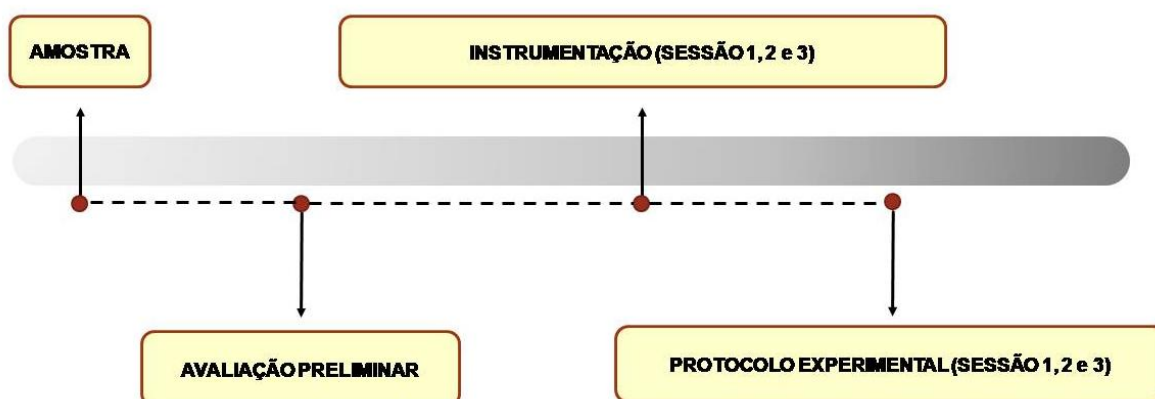 AMOSTRA
INSTRUMENTAÇÃO (SESSÃO 1, 2 e 3)
AVALIAÇÃO PRELIMINAR
PROTOCOLO EXPERIMENTAL (SESSÃO 1, 2 e 3)